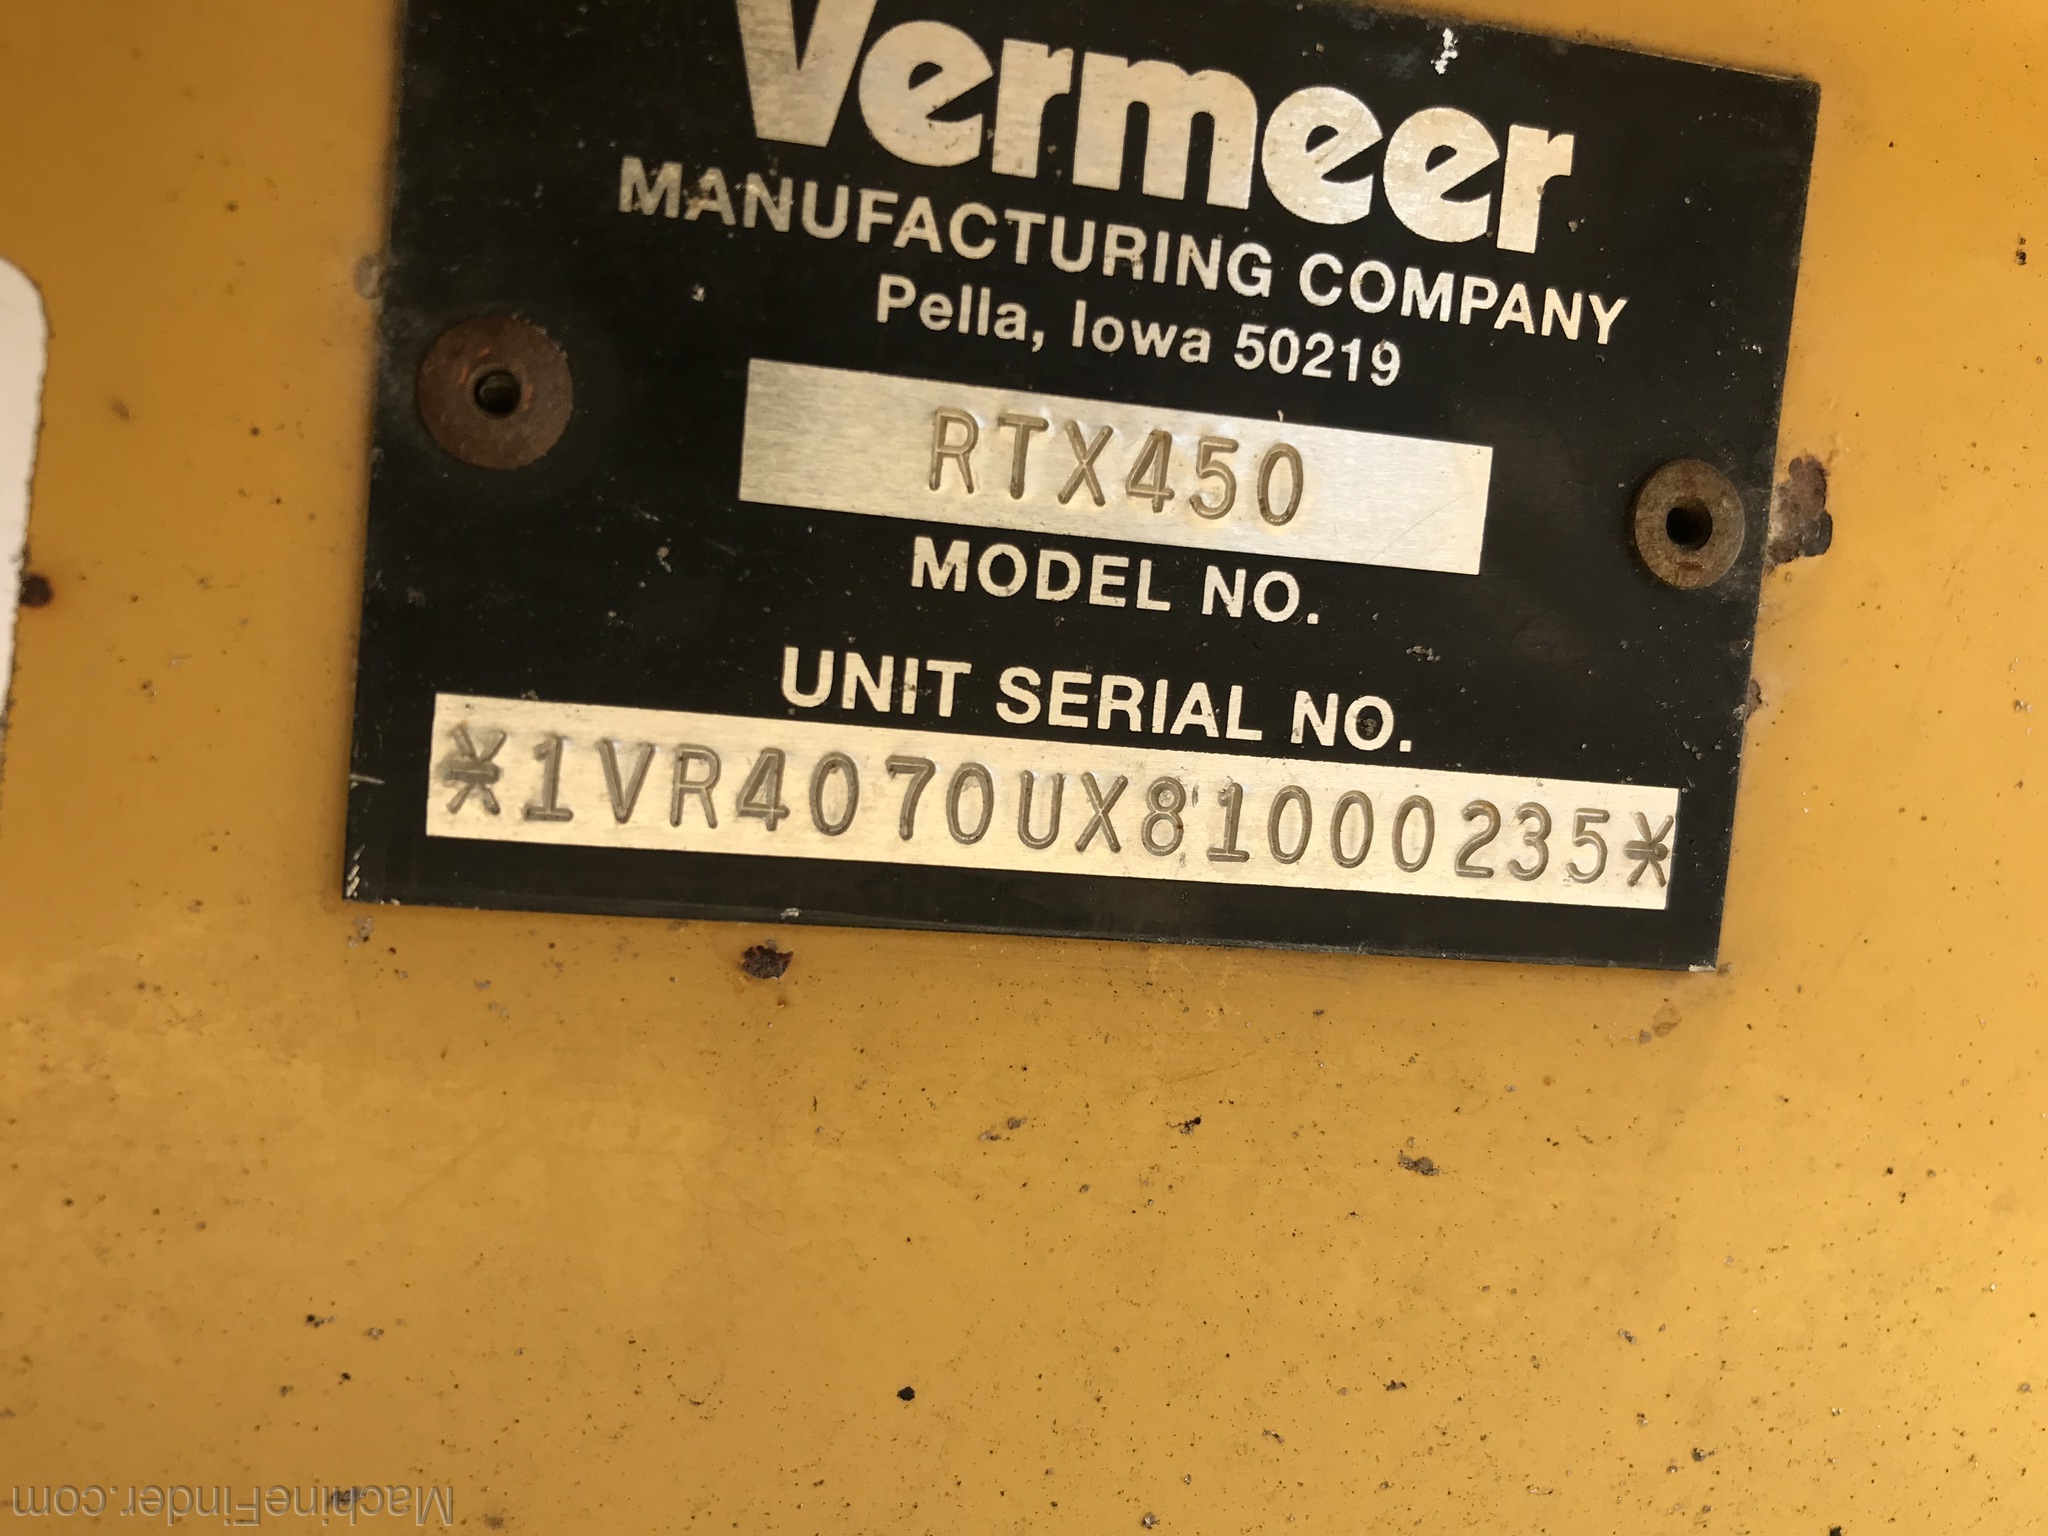 Vermeer
MANUFACTURING COMPANY
Pella, Iowa 50219
RTX450
MODEL NO.
UNIT SERIAL NO.
*1VR4070UX81000235*
MachineFinder.com